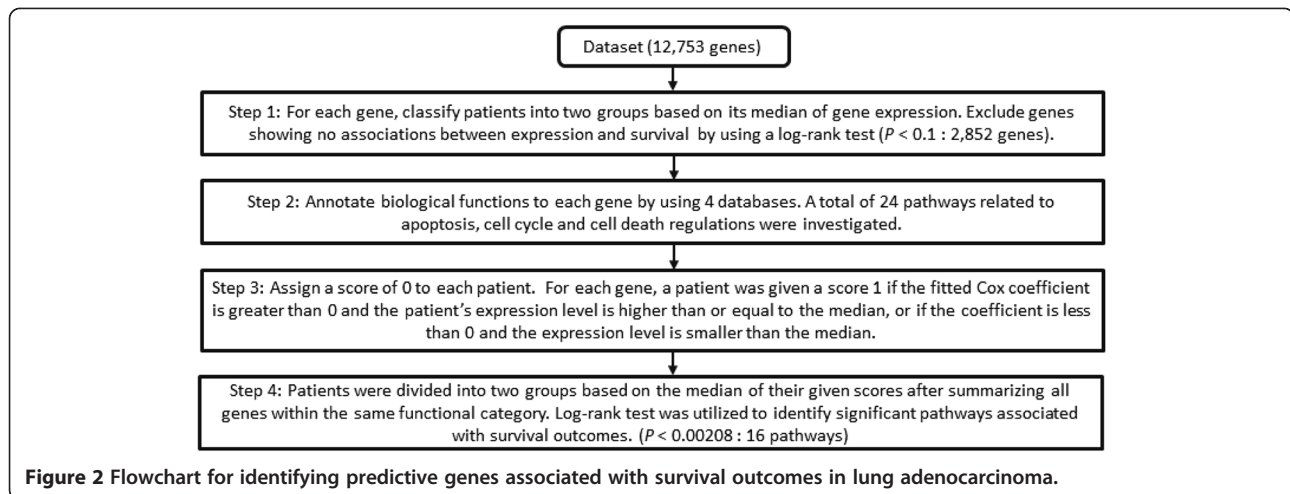 Dataset (12,753 genes)
Step 1: For each gene, classify patients into two groups based on its median of gene expression. Exclude genes
showing no associations between expression and survival by using a log-rank test (P < 0.1 : 2,852 genes).
Step 2: Annotate biological functions to each gene by using 4 databases. A total of 24 pathways related to
apoptosis, cell cycle and cell death regulations were investigated.
Step 3: Assign a score of 0 to each patient. For each gene, a patient was given a score 1 if the fitted Cox coefficient
is greater than 0 and the patient's expression level is higher than or equal to the median, or if the coefficient is less
than 0 and the expression level is smaller than the median.
Step 4: Patients were divided into two groups based on the median of their given scores after summarizing all
genes within the same functional category. Log-rank test was utilized to identify significant pathways associated
with survival outcomes. (P < 0.00208 : 16 pathways)
Figure 2 Flowchart for identifying predictive genes associated with survival outcomes in lung adenocarcinoma.